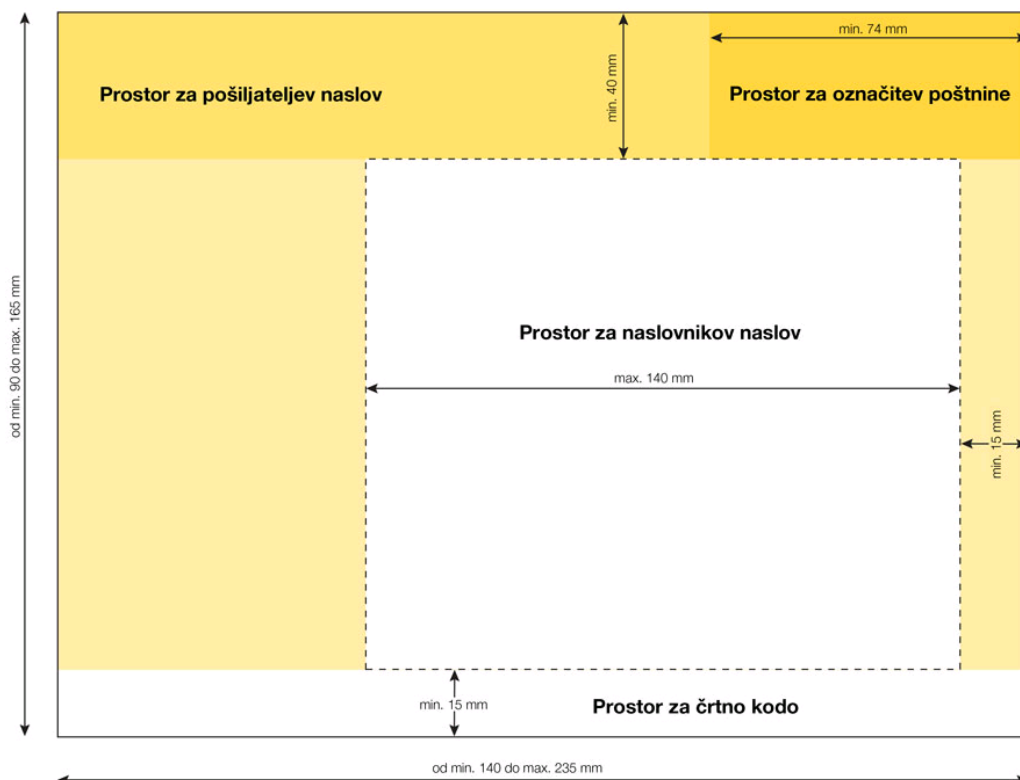 min. 74 mm
Prostor za pošiljateljev naslov
min. 40 mm
Prostor za označitev poštnine
od min. 90 do max. 165 mm
Prostor za naslovnikov naslov
max. 140 mm
min. 15 mm
min. 15 mm
Prostor za črtno kodo
od min. 140 do max. 235 mm